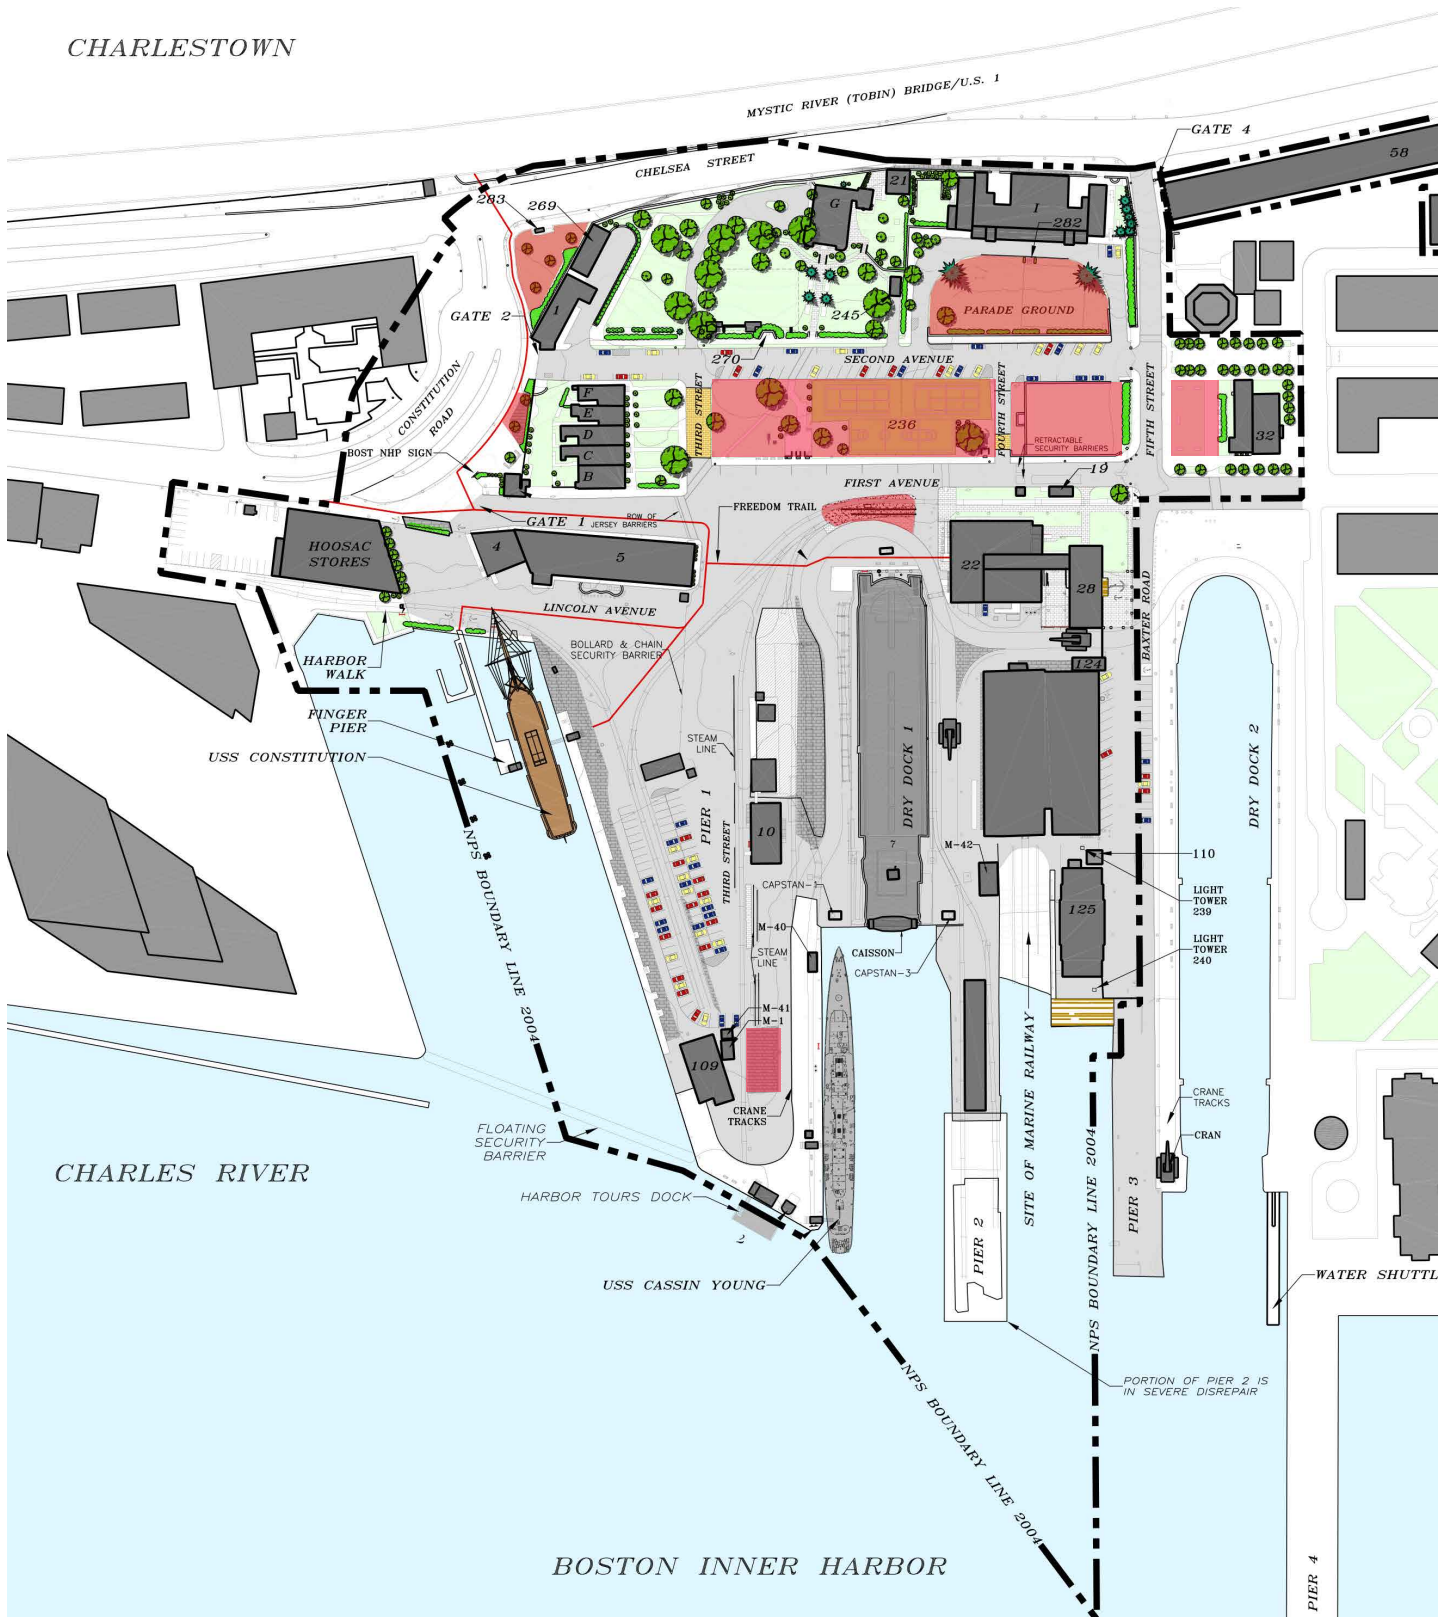 CHARLESTOWN
MYSTIC RIVER (TOBIN) BRIDGE/U.S. 1
GATE 4
58
CHELSEA STREET
283
269
G
21
I
282
GATE 2
1
245
PARADE GROUND
270
SECOND AVENUE
CONSTITUTION
ROAD
THIRD STREET
FOURTH STREET
FIFTH STREET
F
E
D
C
B
236
32
RETRACTABLE
SECURITY BARRIERS
BOST NHP SIGN
19
FIRST AVENUE
GATE 1
ROW OF
JERSEY BARRIERS
FREEDOM TRAIL
HOOSAC
STORES
4
5
22
28
LINCOLN AVENUE
BOLLARD & CHAIN
SECURITY BARRIER
BAXTER ROAD
124
HARBOR
WALK
FINGER
PIER
USS CONSTITUTION
STEAM
LINE
PIER 1
THIRD STREET
10
DRY DOCK 1
7
DRY DOCK 2
M-42
110
CAPSTAN-1
LIGHT
TOWER
239
125
M-40
LIGHT
TOWER
240
STEAM
LINE
CAISSON
CAPSTAN-3
NPS BOUNDARY LINE 2004
M-41
M-1
109
CRANE
TRACKS
SITE OF MARINE RAILWAY
CRANE
TRACKS
CRAN
FLOATING
SECURITY
BARRIER
CHARLES RIVER
HARBOR TOURS DOCK
2
PIER 2
NPS BOUNDARY LINE 2004
PIER 3
USS CASSIN YOUNG
WATER SHUTTL
PORTION OF PIER 2 IS
IN SEVERE DISREPAIR
NPS BOUNDARY LINE 2004
BOSTON INNER HARBOR
PIER 4